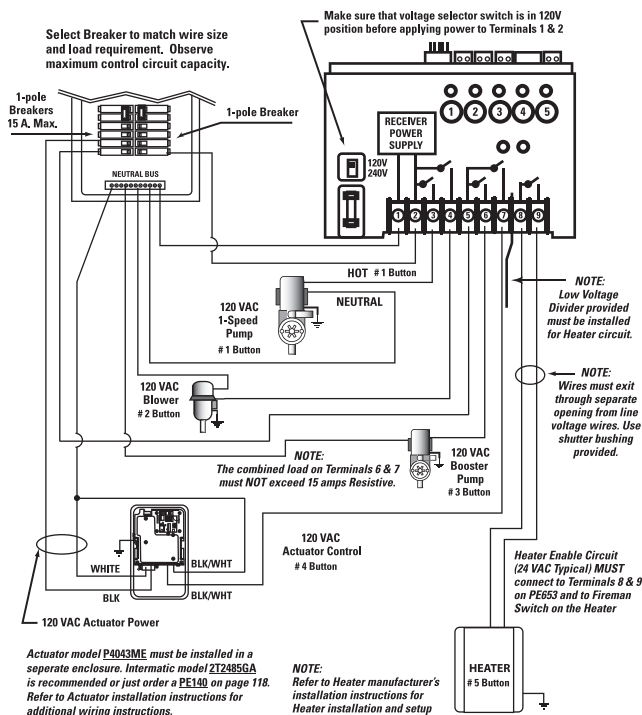 Make sure that voltage selector switch is in 120V
position before applying power to Terminals 1 & 2
Select Breaker to match wire size
and load requirement. Observe
maximum control circuit capacity.
1-pole
Breakers
15 A. Max.
1-pole Breaker
NEUTRAL BUS
RECEIVER
POWER
SUPPLY
120V
240V
1 2 3 4 5
1 2 3 4 5 6 7 8 9
HOT # 1 Button
NEUTRAL
120 VAC
1-Speed
Pump
# 1 Button
NOTE:
Low Voltage
Divider provided
must be installed
for Heater circuit.
120 VAC
Blower
# 2 Button
NOTE:
Wires must exit
through separate
opening from line
voltage wires. Use
shutter bushing
provided.
NOTE:
The combined load on Terminals 6 & 7
must NOT exceed 15 amps Resistive.
120 VAC
Booster
Pump
# 3 Button
120 VAC
Actuator Control
# 4 Button
WHITE
BLK
BLK/WHT
BLK/WHT
120 VAC Actuator Power
Heater Enable Circuit
(24 VAC Typical) MUST
connect to Terminals 8 & 9
on PE653 and to Fireman
Switch on the Heater
Actuator model P4043ME must be installed in a
seperate enclosure. Intermatic model 2T2485GA
is recommended or just order a PE140 on page 118.
Refer to Actuator installation instructions for
additional wiring instructions.
NOTE:
Refer to Heater manufacturer's
installation instructions for
Heater installation and setup
HEATER
# 5 Button